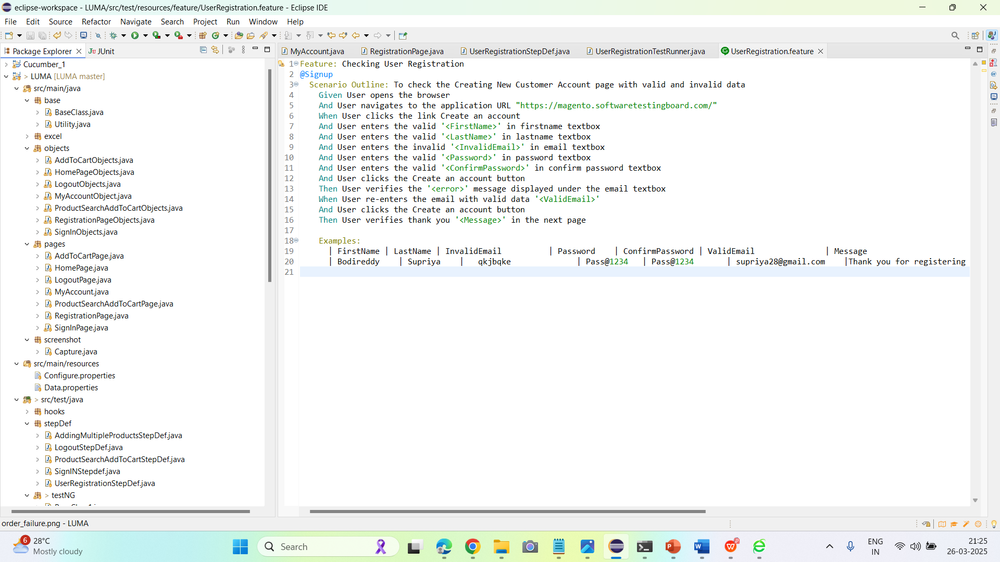 eclipse-workspace - LUMA/src/test/resources/feature/UserRegistration.feature - Eclipse IDE
File Edit Source Refactor Navigate Search Project Run Window Help
Package Explorer JUnit
MyAccount.java RegistrationPage.java UserRegistrationStepDef.java UserRegistrationTestRunner.java UserRegistration.feature
Cucumber_1
> LUMA [LUMA master]
src/main/java
base
BaseClass.java
Utility.java
excel
objects
AddToCartObjects.java
HomePageObjects.java
LogoutObjects.java
MyAccountObject.java
ProductSearchAddToCartObjects.java
RegistrationPageObjects.java
SignInObjects.java
pages
AddToCartPage.java
HomePage.java
LogoutPage.java
MyAccount.java
ProductSearchAddToCartPage.java
RegistrationPage.java
SignInPage.java
screenshot
Capture.java
src/main/resources
Configure.properties
Data.properties
> src/test/java
hooks
stepDef
AddingMultipleProductsStepDef.java
LogoutStepDef.java
ProductSearchAddToCartStepDef.java
SignINStepdef.java
UserRegistrationStepDef.java
> testNG
1 Feature: Checking User Registration
2 @Signup
3 Scenario Outline: To check the Creating New Customer Account page with valid and invalid data
4 Given User opens the browser
5 And User navigates to the application URL "https://magento.softwaretestingboard.com/"
6 When User clicks the link Create an account
7 And User enters the valid '<FirstName>' in firstname textbox
8 And User enters the valid '<LastName>' in lastname textbox
9 And User enters the invalid '<InvalidEmail>' in email textbox
10 And User enters the valid '<Password>' in password textbox
11 And User enters the valid '<ConfirmPassword>' in confirm password textbox
12 And User clicks the Create an account button
13 Then User verifies the '<error>' message displayed under the email textbox
14 When User re-enters the email with valid data '<ValidEmail>'
15 And User clicks the Create an account button
16 Then User verifies thank you '<Message>' in the next page
17
18 Examples:
19 | FirstName | LastName | InvalidEmail | Password | ConfirmPassword | ValidEmail | Message
20 | Bodireddy | Supriya | qkjbqke | Pass@1234 | Pass@1234 | supriya28@gmail.com |Thank you for registering
21
order_failure.png - LUMA
6 28°C
Mostly cloudy
Search
ENG
IN
21:25
26-03-2025